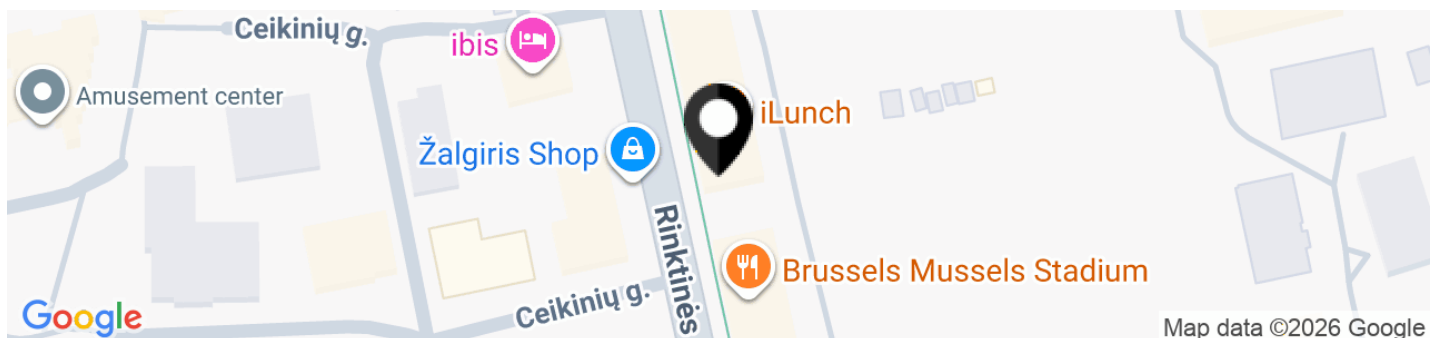 Ceikinių g.
ibis
Amusement center
iLunch
Žalgiris Shop
Rinktinės
Brussels Mussels Stadium
Ceikinių g.
Google
Map data ©2026 Google